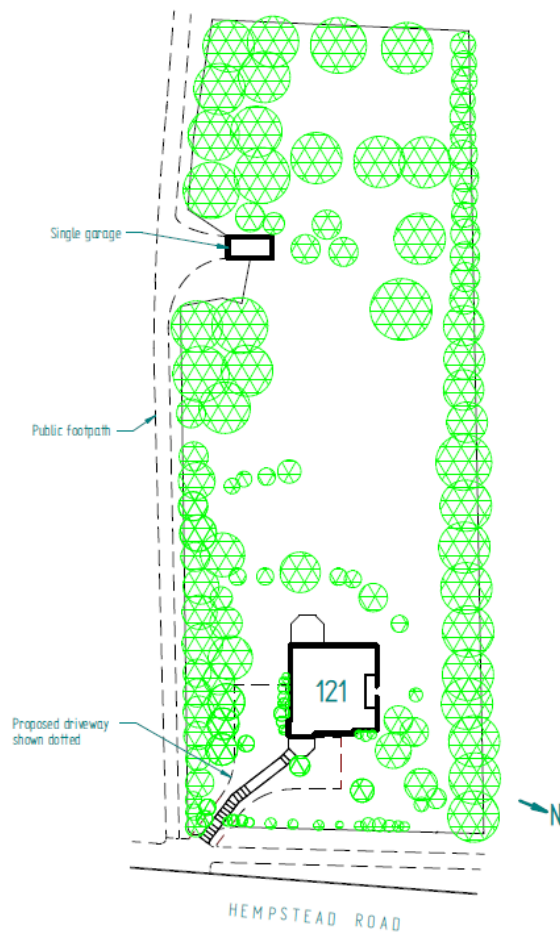 Single garage
Public footpath
121
Proposed driveway
shown dotted
N
HEMPSTEAD ROAD